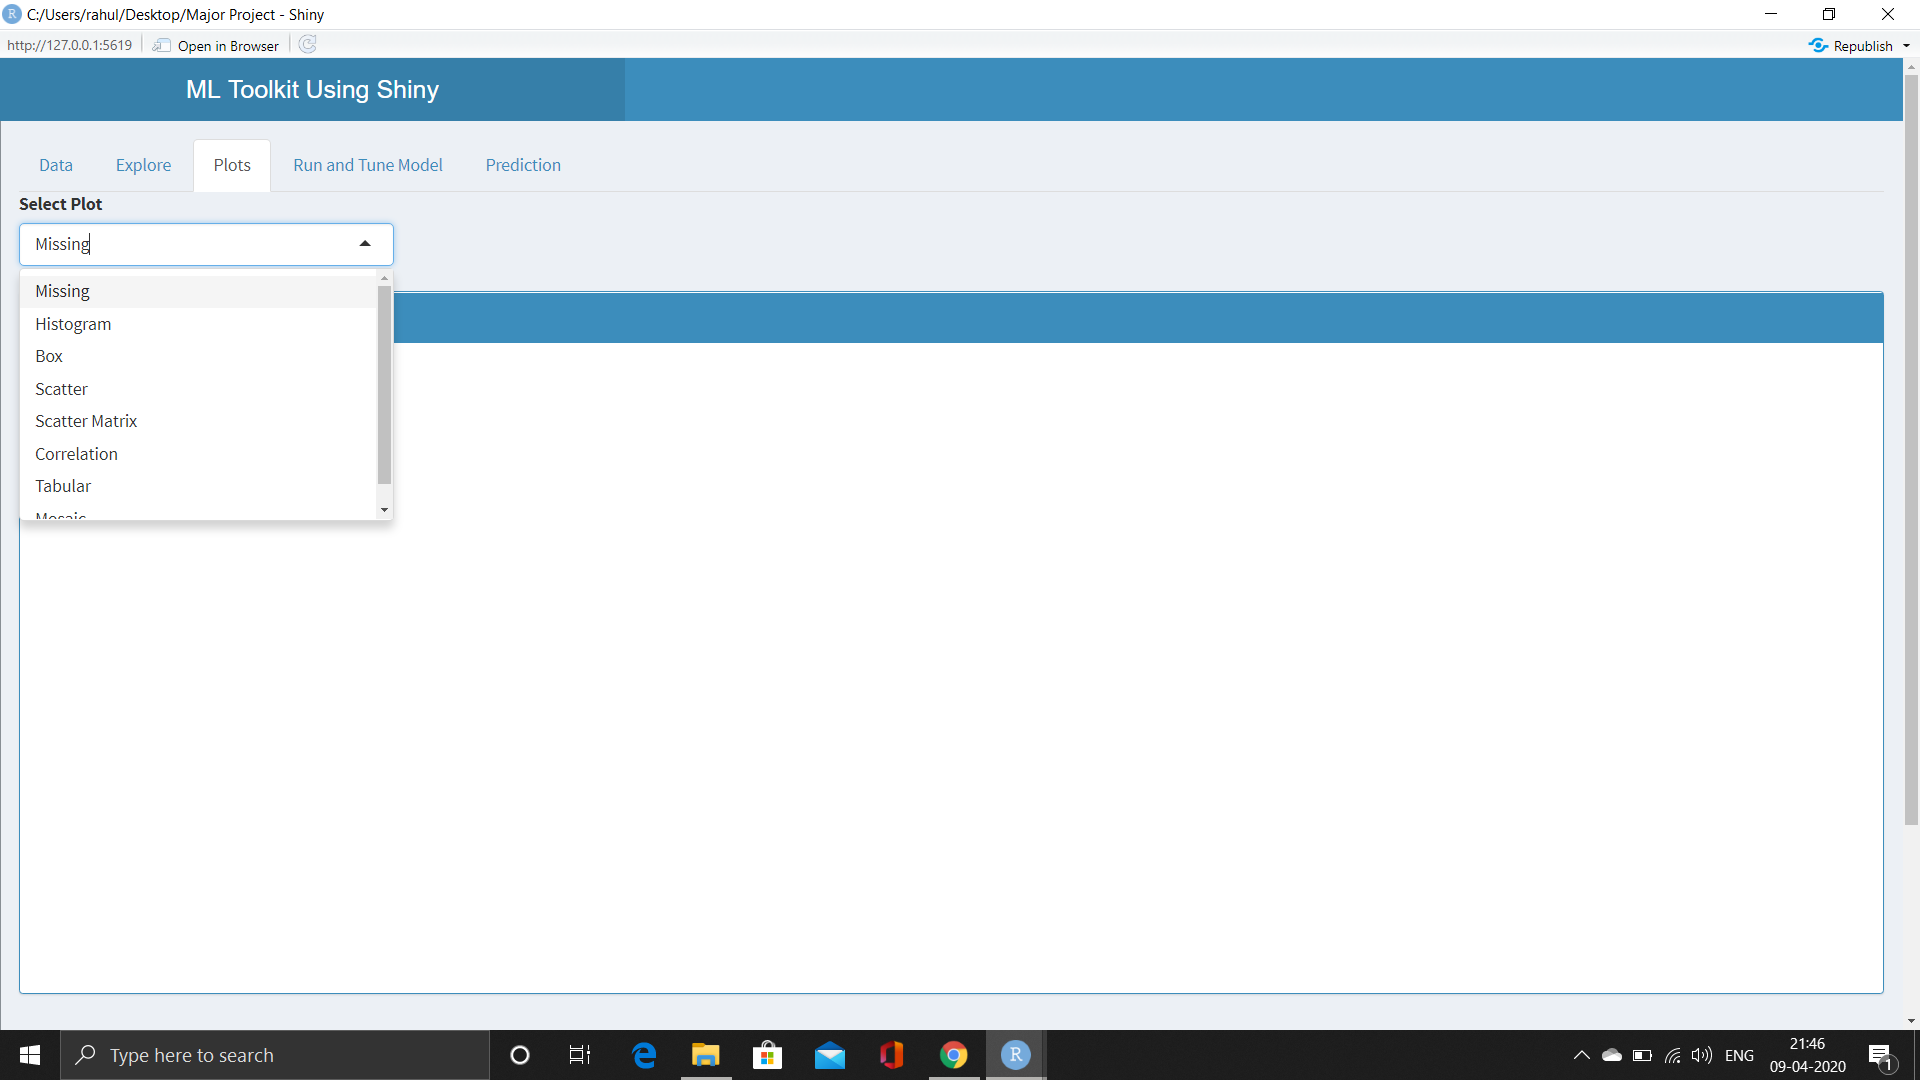 R C:/Users/rahul/Desktop/Major Project - Shiny
http://127.0.0.1:5619 Open in Browser Republish
ML Toolkit Using Shiny
Data Explore Plots Run and Tune Model Prediction
Select Plot
Missing
Missing
Histogram
Box
Scatter
Scatter Matrix
Correlation
Tabular
Mosaic
Type here to search R ENG 21:46 1
09-04-2020